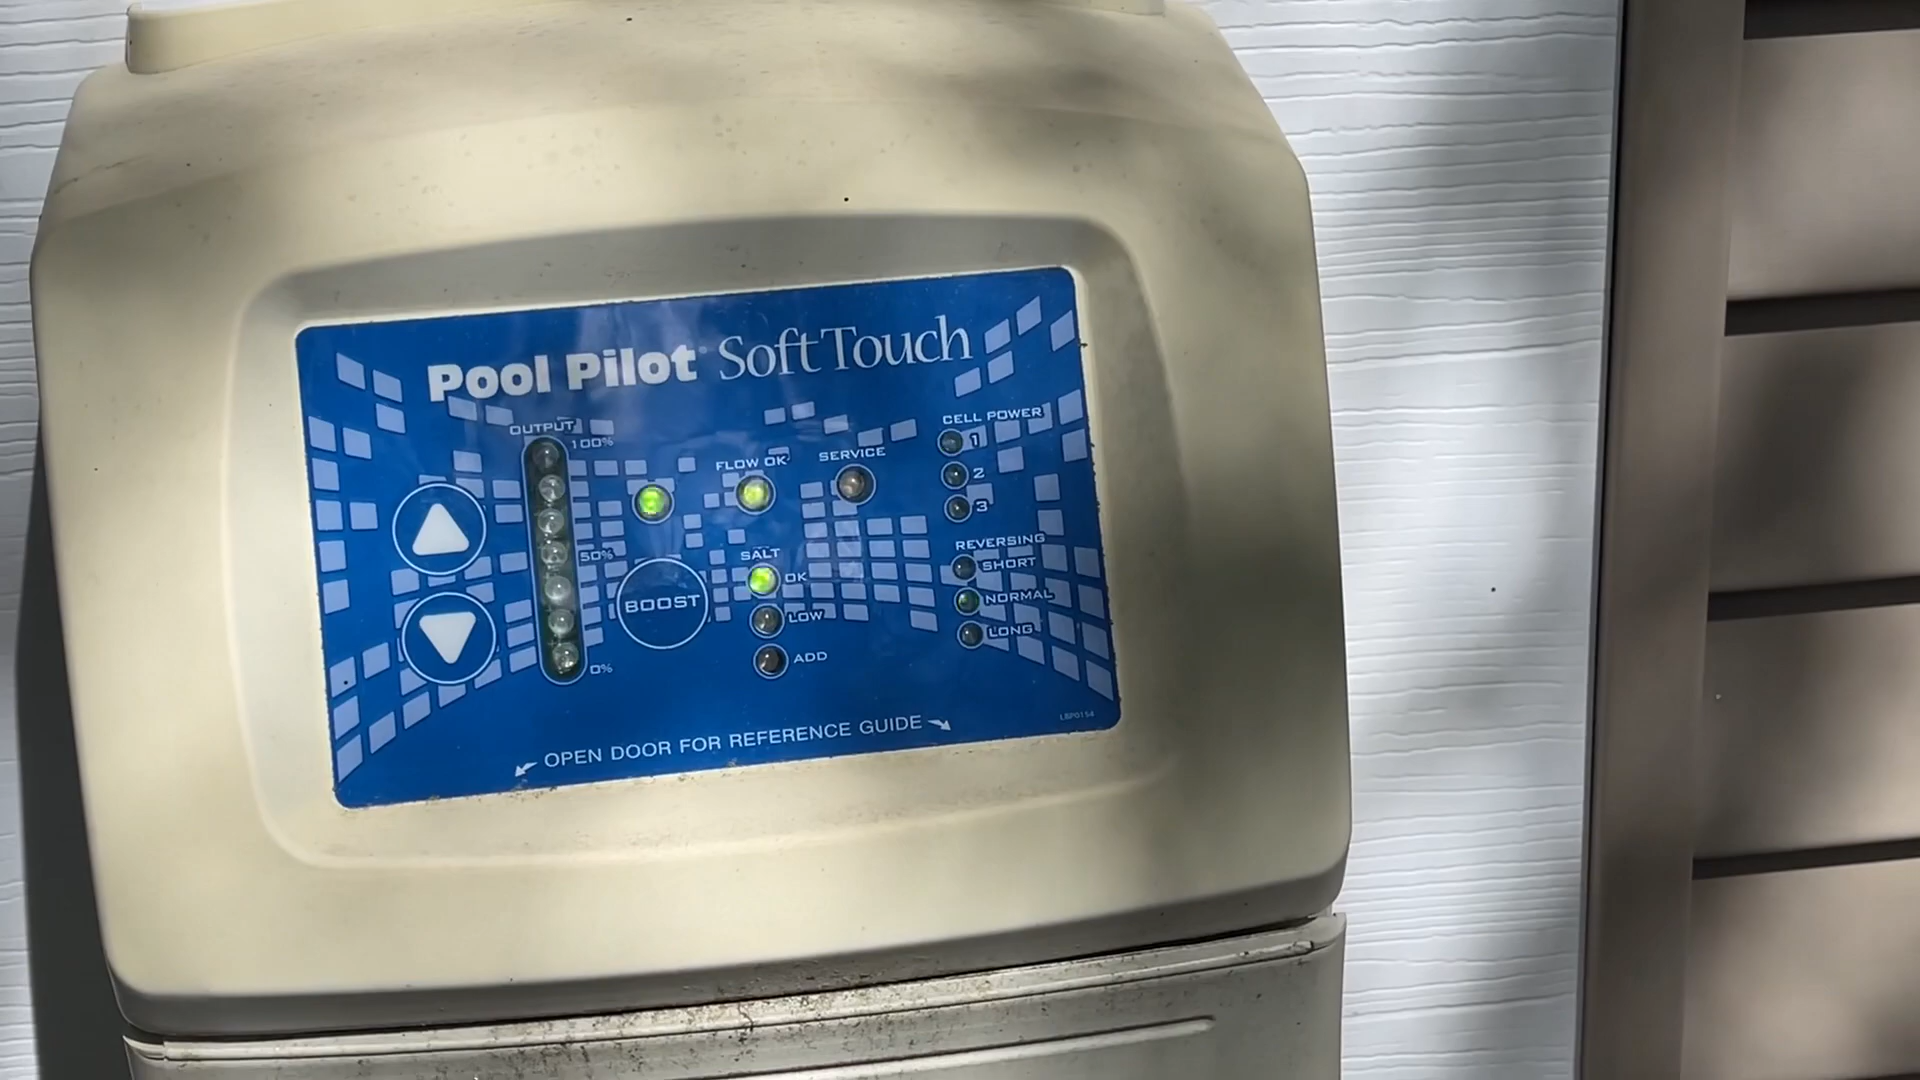 Pool Pilot® SoftTouch
OUTPUT
100%
50%
0%
FLOW OK
SERVICE
BOOST
SALT
OK
LOW
ADD
CELL POWER
1
2
3
REVERSING
SHORT
NORMAL
LONG
OPEN DOOR FOR REFERENCE GUIDE
LBP0154